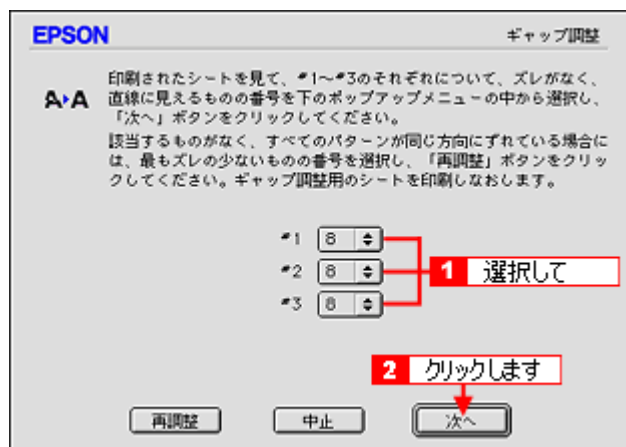 EPSON
ギャップ調整
印刷されたシートを見て、#1〜#3のそれぞれについて、ズレがなく、
A▸A 直線に見えるものの番号を下のポップアップメニューの中から選択し、
「次へ」ボタンをクリックしてください。
該当するものがなく、すべてのパターンが同じ方向にずれている場合に
は、最もズレの少ないものの番号を選択し、「再調整」ボタンをクリッ
クしてください。ギャップ調整用のシートを印刷しなおします。
#1 8
#2 8 1 選択して
#3 8
2 クリックします
再調整 中止 次へ